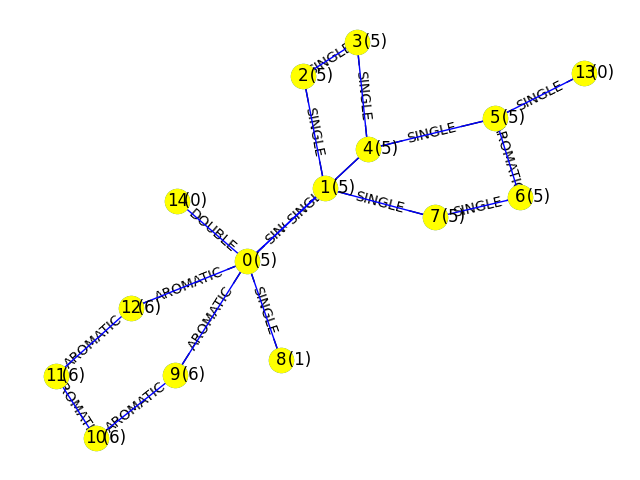 3(5)
SINGLE
2(5)
13(0)
SINGLE
SINGLE
5(5)
SINGLE
SINGLE
4(5)
AROMATIC
1(5)
SINGLE
6(5)
SINGLE
7(5)
14(0)
DOUBLE
SINGLE
0(5)
AROMATIC
SINGLE
12(6)
AROMATIC
8(1)
AROMATIC
9(6)
11(6)
AROMATIC
AROMATIC
10(6)